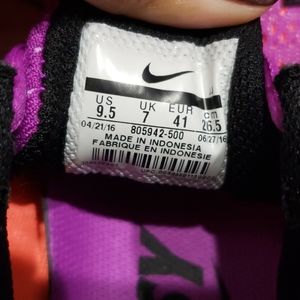 US UK EUR cm
9.5 7 41 26.5
04/21/16 805942-500 06/27/16
MADE IN INDONESIA
FABRIQUE EN INDONESIE